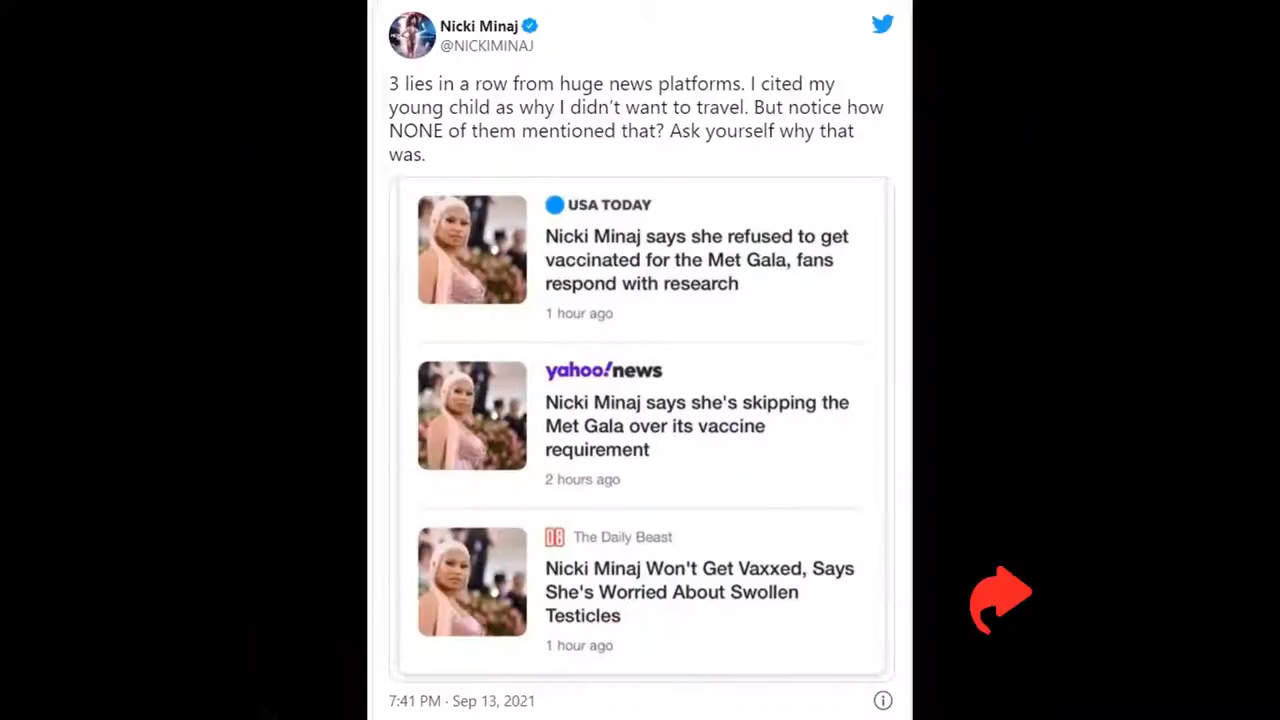 Nicki Minaj
@NICKIMINAJ
3 lies in a row from huge news platforms. I cited my
young child as why I didn’t want to travel. But notice how
NONE of them mentioned that? Ask yourself why that
was.
USA TODAY
Nicki Minaj says she refused to get
vaccinated for the Met Gala, fans
respond with research
1 hour ago
yahoo!news
Nicki Minaj says she's skipping the
Met Gala over its vaccine
requirement
2 hours ago
The Daily Beast
Nicki Minaj Won't Get Vaxxed, Says
She's Worried About Swollen
Testicles
1 hour ago
7:41 PM · Sep 13, 2021